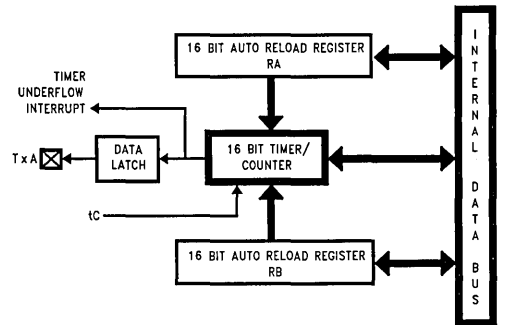 16 BIT AUTO RELOAD REGISTER
RA
TIMER
UNDERFLOW
INTERRUPT
T x A
DATA
LATCH
16 BIT TIMER/
COUNTER
tC
16 BIT AUTO RELOAD REGISTER
RB
INTERNAL DATA BUS